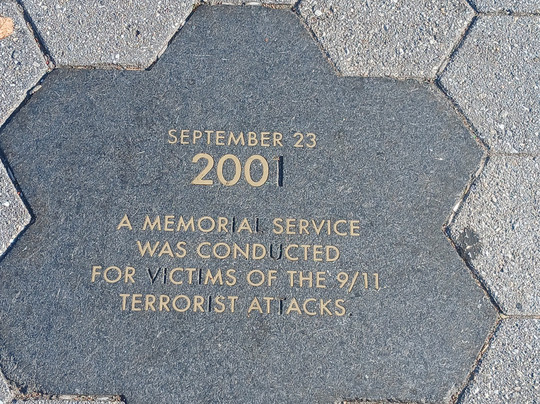 SEPTEMBER 23
2001
A MEMORIAL SERVICE
WAS CONDUCTED
FOR VICTIMS OF THE 9/11
TERRORIST ATTACKS.